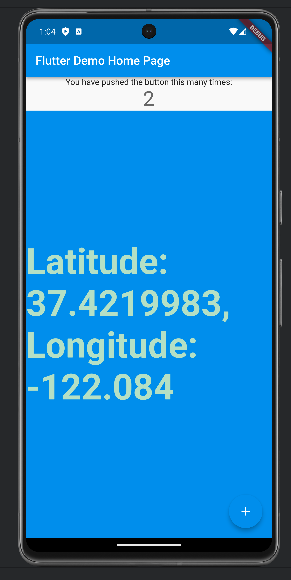 1:04
DEBUG
Flutter Demo Home Page
You have pushed the button this many times:
2
Latitude:
37.4219983,
Longitude:
-122.084
+